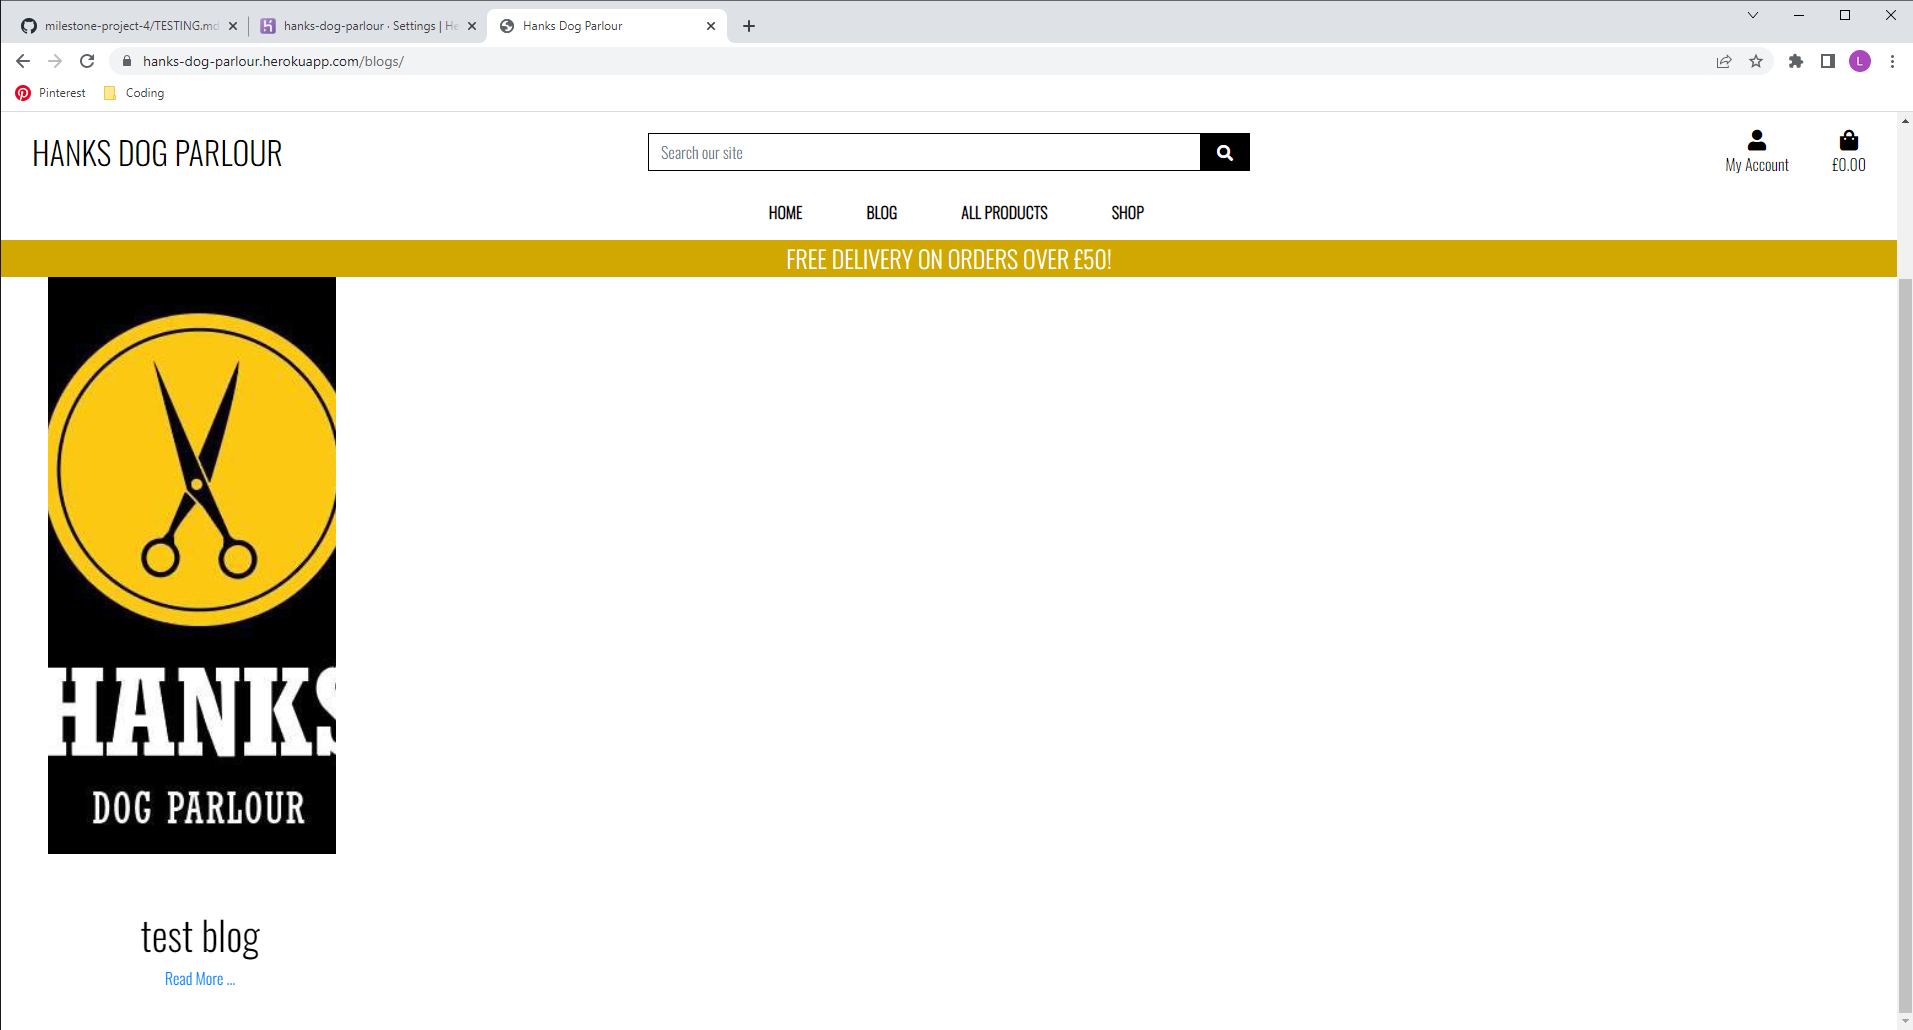 milestone-project-4/TESTING.md
hanks-dog-parlour · Settings | He
Hanks Dog Parlour
hanks-dog-parlour.herokuapp.com/blogs/
L
Pinterest
Coding
HANKS DOG PARLOUR
Search our site
My Account
£0.00
HOME
BLOG
ALL PRODUCTS
SHOP
FREE DELIVERY ON ORDERS OVER £50!
HANKS
DOG PARLOUR
test blog
Read More ...